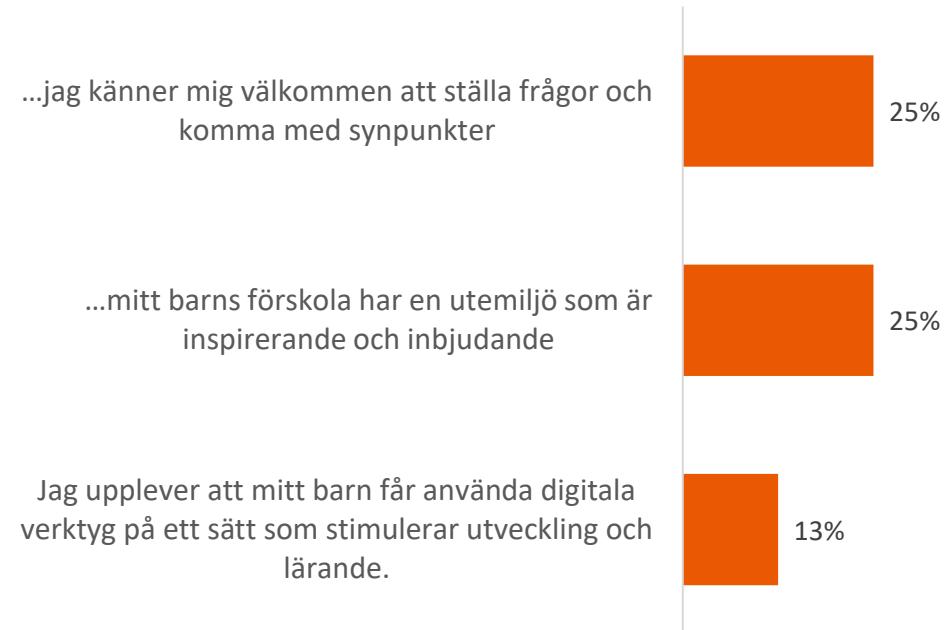 ...jag känner mig välkommen att ställa frågor och
komma med synpunkter
25%
...mitt barns förskola har en utemiljö som är
inspirerande och inbjudande
25%
Jag upplever att mitt barn får använda digitala
verktyg på ett sätt som stimulerar utveckling och
lärande.
13%